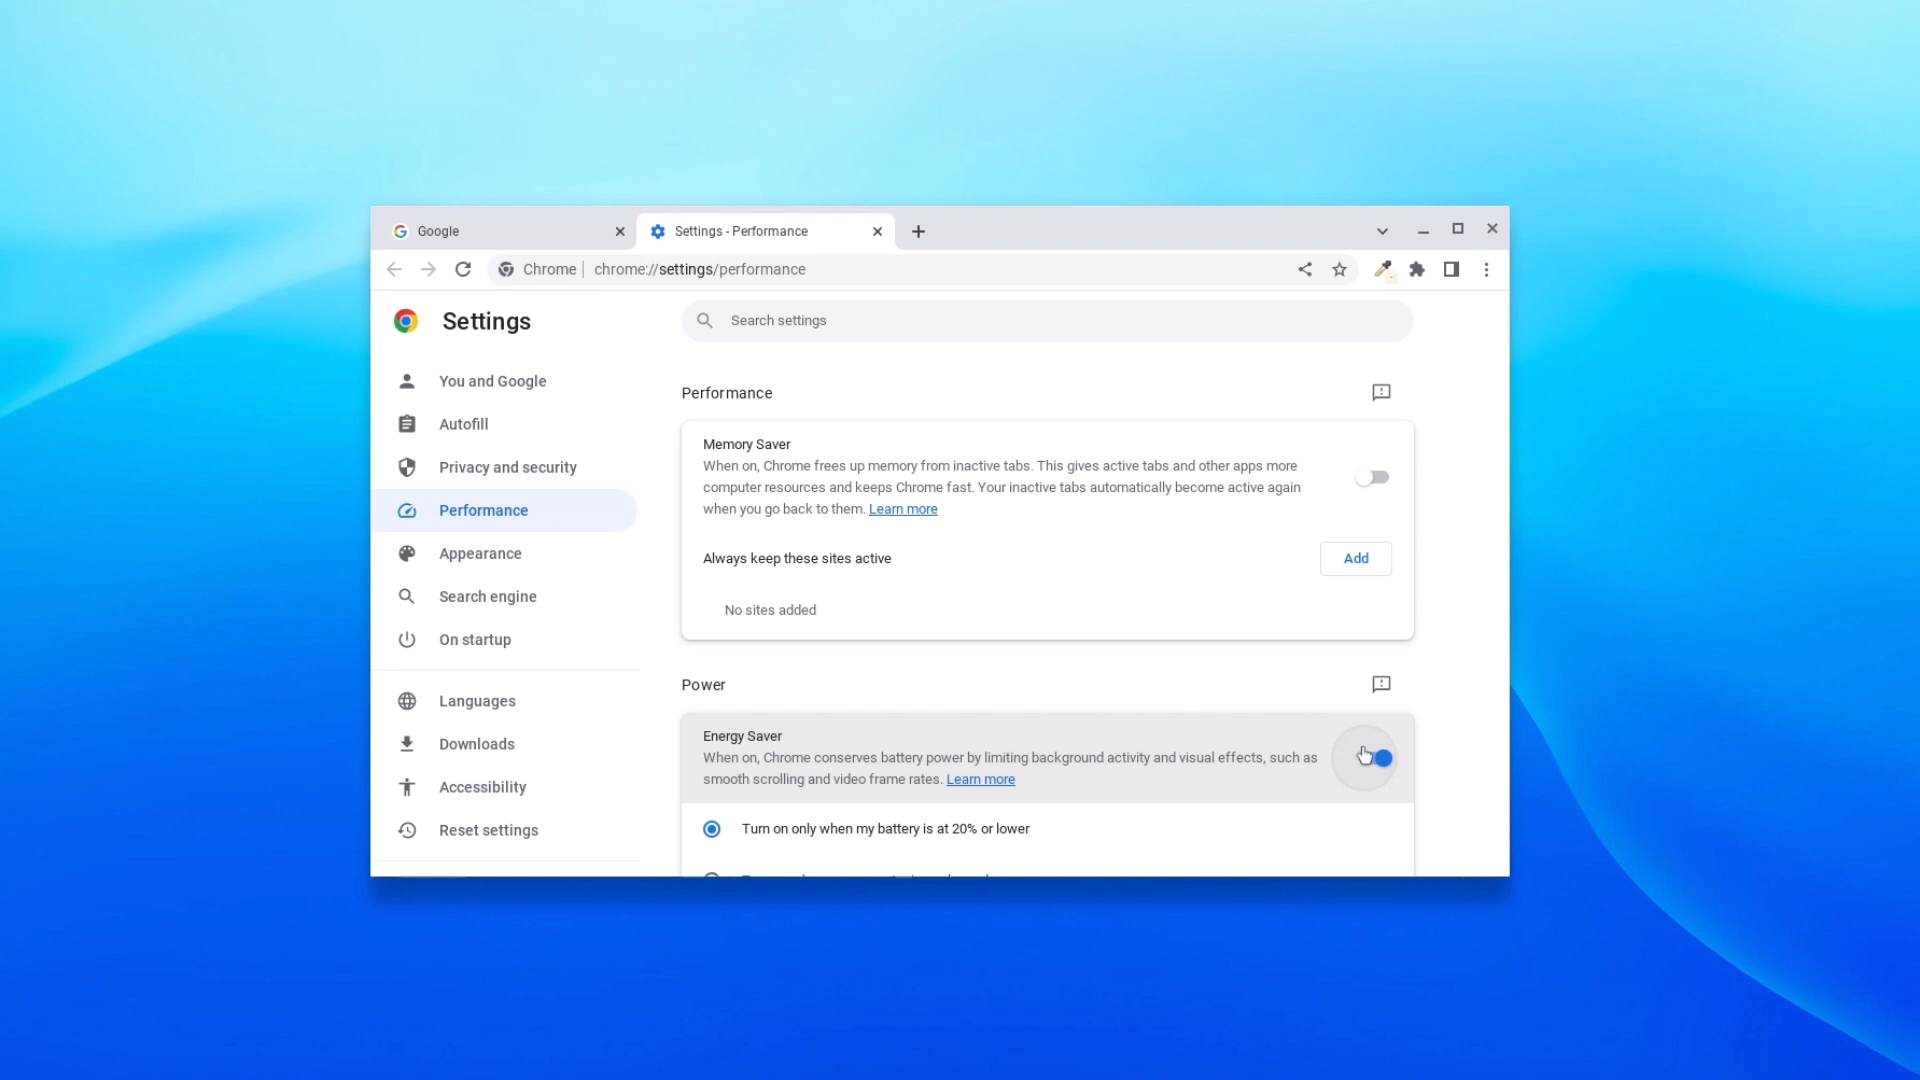 Google
Settings - Performance
Chrome
chrome://settings/performance
Settings
Search settings
You and Google
Autofill
Privacy and security
Performance
Appearance
Search engine
On startup
Languages
Downloads
Accessibility
Reset settings
Performance
Memory Saver
When on, Chrome frees up memory from inactive tabs. This gives active tabs and other apps more
computer resources and keeps Chrome fast. Your inactive tabs automatically become active again
when you go back to them. Learn more
Always keep these sites active
Add
No sites added
Power
Energy Saver
When on, Chrome conserves battery power by limiting background activity and visual effects, such as
smooth scrolling and video frame rates. Learn more
Turn on only when my battery is at 20% or lower